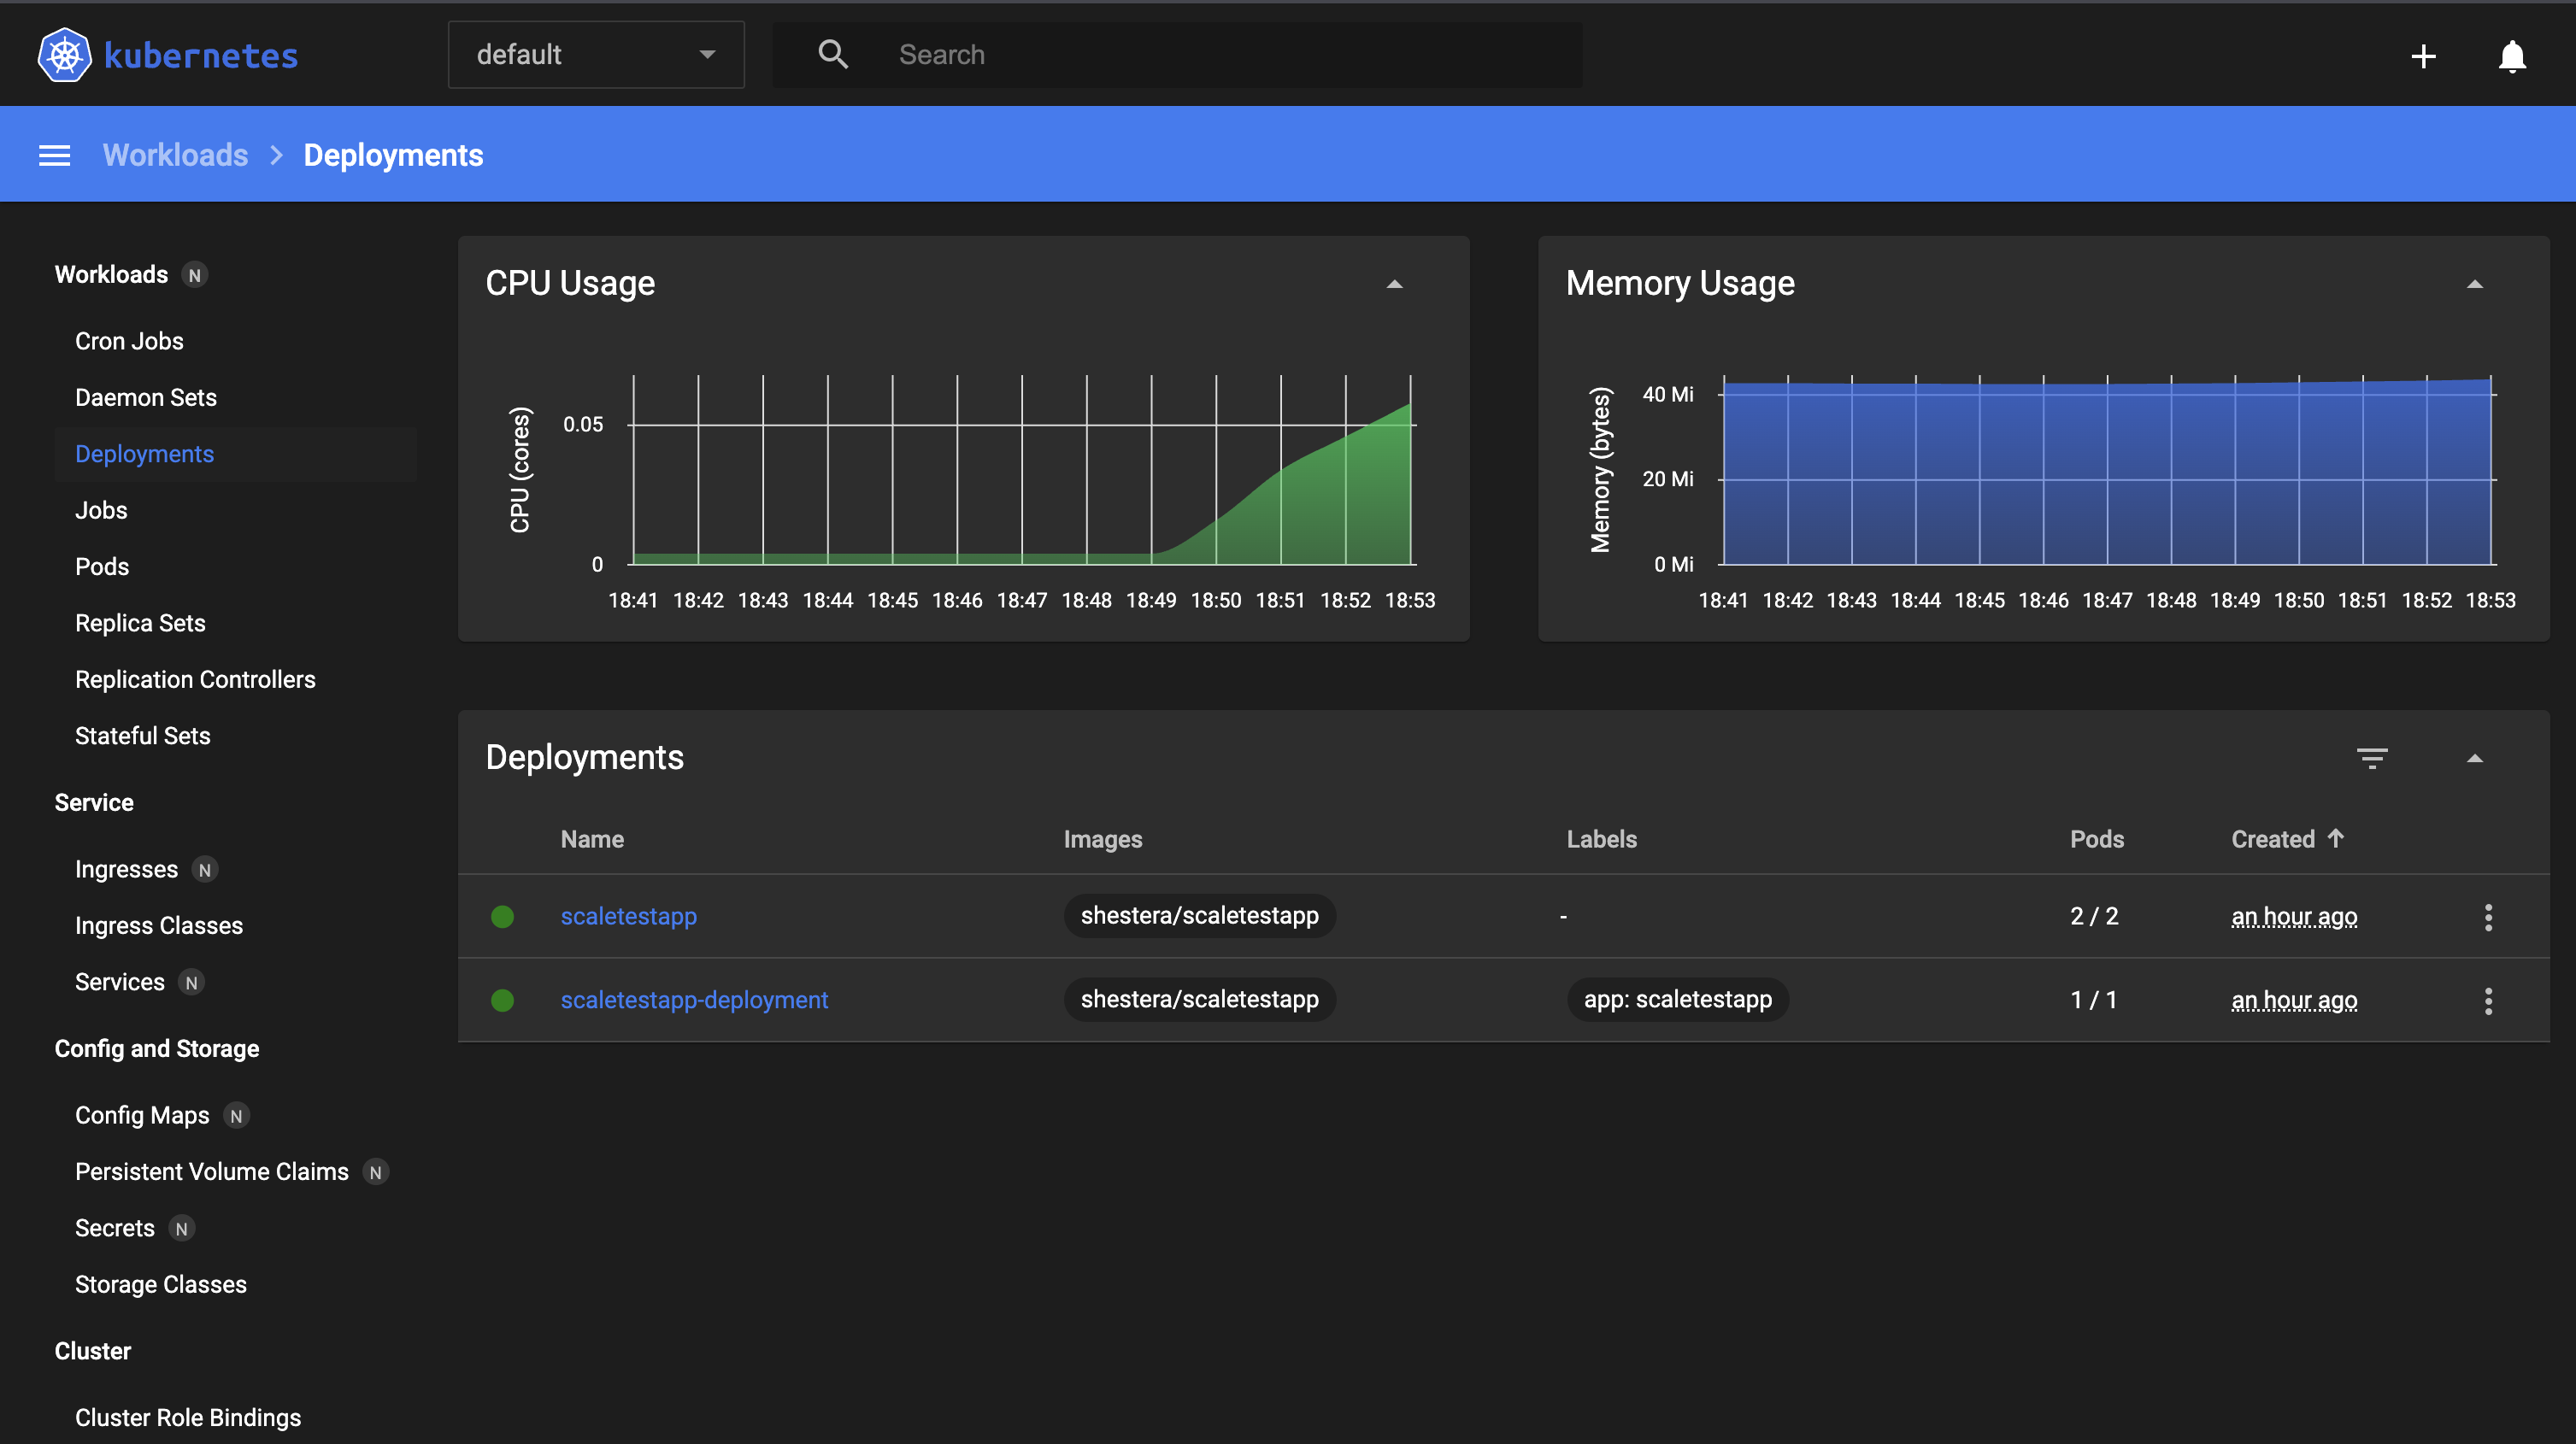 kubernetes
default
Search
Workloads
Deployments
Workloads N
Cron Jobs
Daemon Sets
Deployments
Jobs
Pods
Replica Sets
Replication Controllers
Stateful Sets
Service
Ingresses N
Ingress Classes
Services N
Config and Storage
Config Maps N
Persistent Volume Claims N
Secrets N
Storage Classes
Cluster
Cluster Role Bindings
CPU Usage
CPU (cores)
0.05
0
18:41 18:42 18:43 18:44 18:45 18:46 18:47 18:48 18:49 18:50 18:51 18:52 18:53
Memory Usage
Memory (bytes)
40 Mi
20 Mi
0 Mi
18:41 18:42 18:43 18:44 18:45 18:46 18:47 18:48 18:49 18:50 18:51 18:52 18:53
Deployments
Name Images Labels Pods Created
scaletestapp shestera/scaletestapp - 2 / 2 an hour ago
scaletestapp-deployment shestera/scaletestapp app: scaletestapp 1 / 1 an hour ago